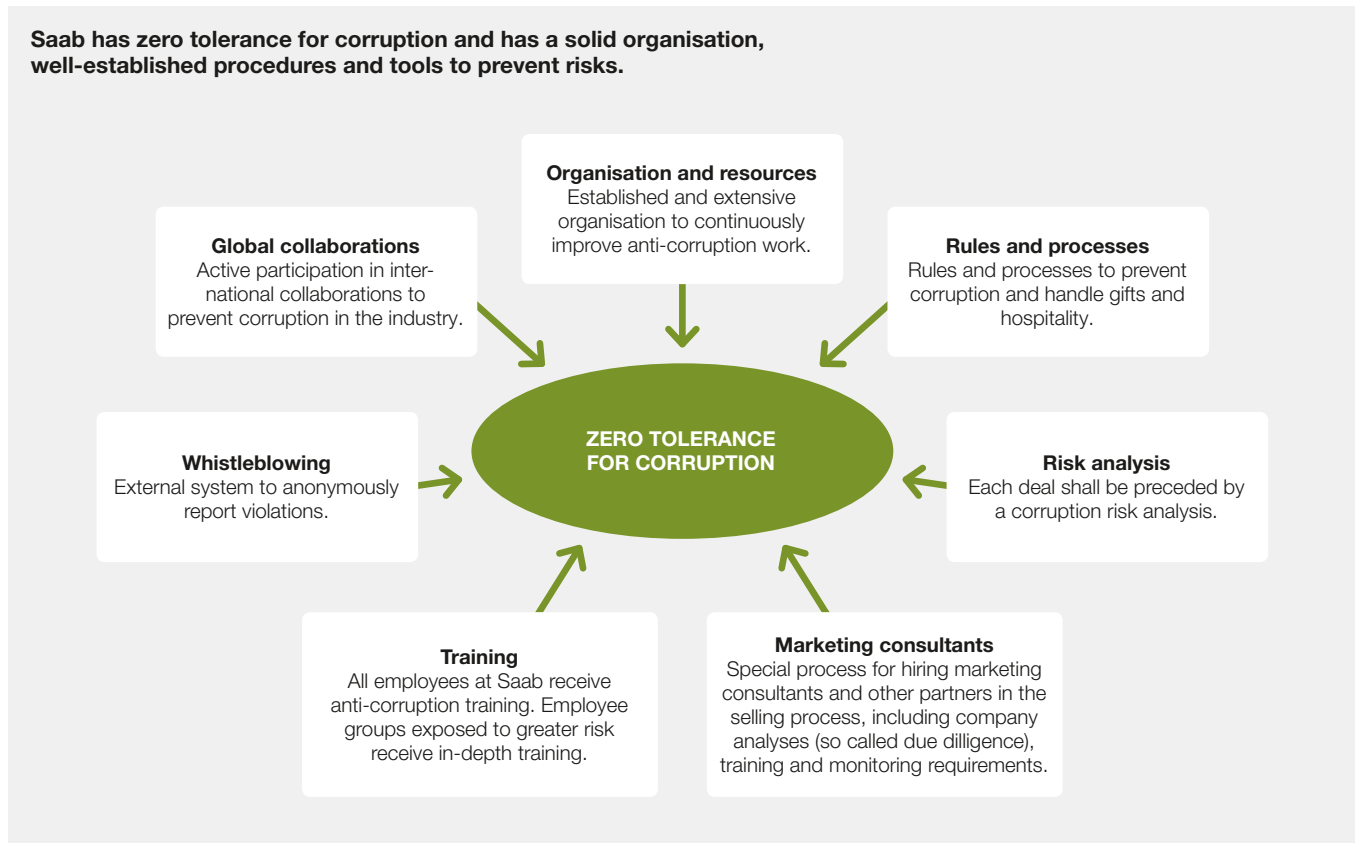 Saab has zero tolerance for corruption and has a solid organisation,
well-established procedures and tools to prevent risks.
Organisation and resources
Established and extensive
organisation to continuously
improve anti-corruption work.
Global collaborations
Active participation in inter-
national collaborations to
prevent corruption in the industry.
Rules and processes
Rules and processes to prevent
corruption and handle gifts and
hospitality.
ZERO TOLERANCE
FOR CORRUPTION
Whistleblowing
External system to anonymously
report violations.
Risk analysis
Each deal shall be preceded by
a corruption risk analysis.
Training
All employees at Saab receive
anti-corruption training. Employee
groups exposed to greater risk
receive in-depth training.
Marketing consultants
Special process for hiring marketing
consultants and other partners in the
selling process, including company
analyses (so called due dilligence),
training and monitoring requirements.